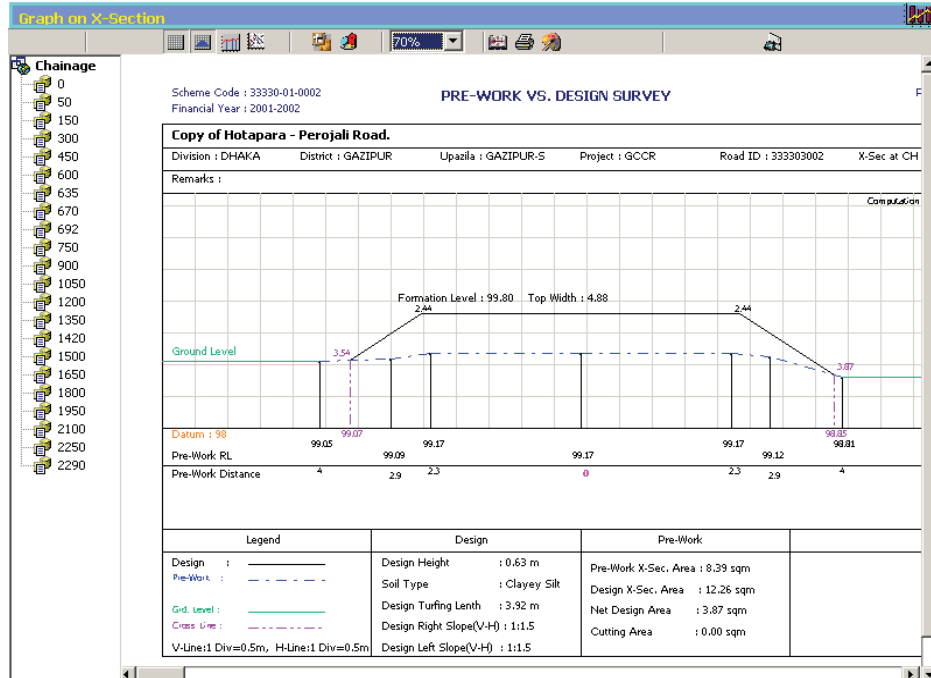 Graph on X-Section
70%
Chainage
0
50
150
300
450
600
635
670
692
750
900
1050
1200
1350
1420
1500
1650
1800
1950
2100
2250
2290
Scheme Code : 33330-01-0002
Financial Year : 2001-2002
PRE-WORK VS. DESIGN SURVEY
Copy of Hotapara - Perojali Road.
Division : DHAKA District : GAZIPUR Upazila : GAZIPUR-S Project : GCCR Road ID : 333303002 X-Sec at CH
Remarks :
Computation
Formation Level : 99.80 Top Width : 4.88
2.44 2.44
Ground Level 3.54 3.87
Datum : 98 99.07 98.85
99.05 99.17 99.17 98.81
Pre-Work RL 99.09 99.17 99.12
Pre-Work Distance 4 2.9 2.3 0 2.3 2.9 4
Legend Design Pre-Work
Design :
Pre-Work :
Grd. Level :
Cross Line :
V-Line:1 Div=0.5m, H-Line:1 Div=0.5m
Design Height : 0.63 m
Soil Type : Clayey Silt
Design Turfing Lenth : 3.92 m
Design Right Slope(V-H) : 1:1.5
Design Left Slope(V-H) : 1:1.5
Pre-Work X-Sec. Area : 8.39 sqm
Design X-Sec. Area : 12.26 sqm
Net Design Area : 3.87 sqm
Cutting Area : 0.00 sqm